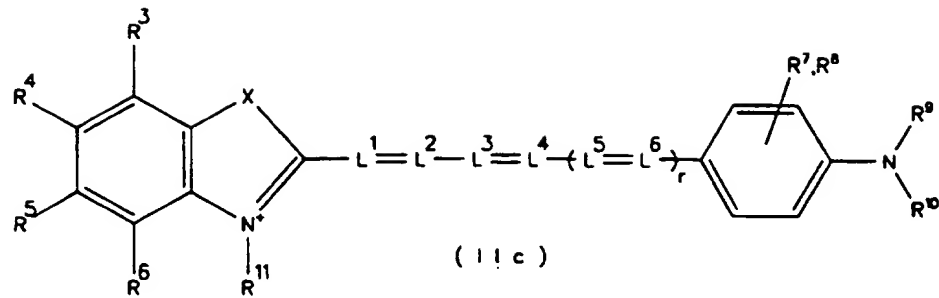 R³
R⁴ R⁷,R⁸
X R⁹
L¹=L²—L³=L⁴—(L⁵=L⁶)r N
R⁵ R¹⁰
N⁺
R⁶ R¹¹
(IIc)